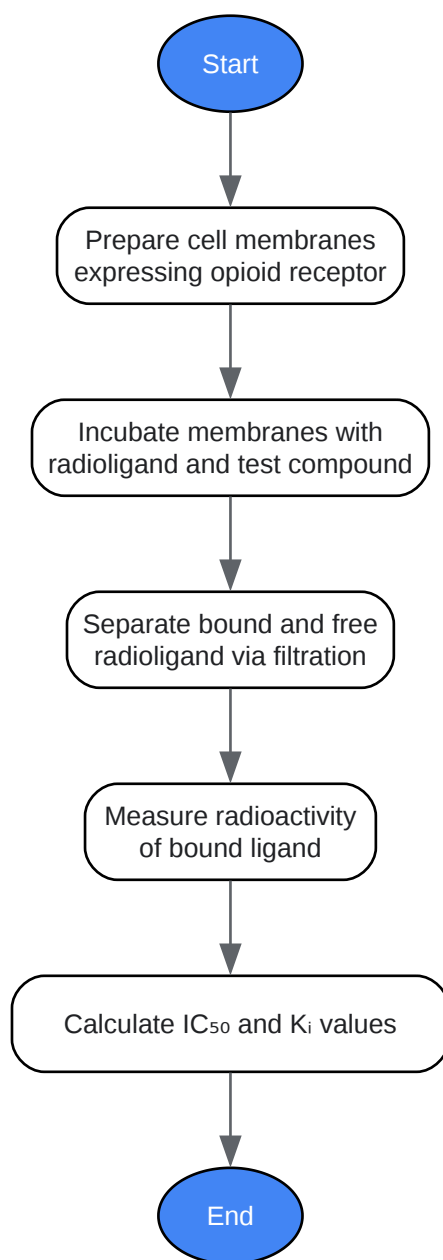 Start
Prepare cell membranes
expressing opioid receptor
Incubate membranes with
radioligand and test compound
Separate bound and free
radioligand via filtration
Measure radioactivity
of bound ligand
Calculate IC₅₀ and Kᵢ values
End